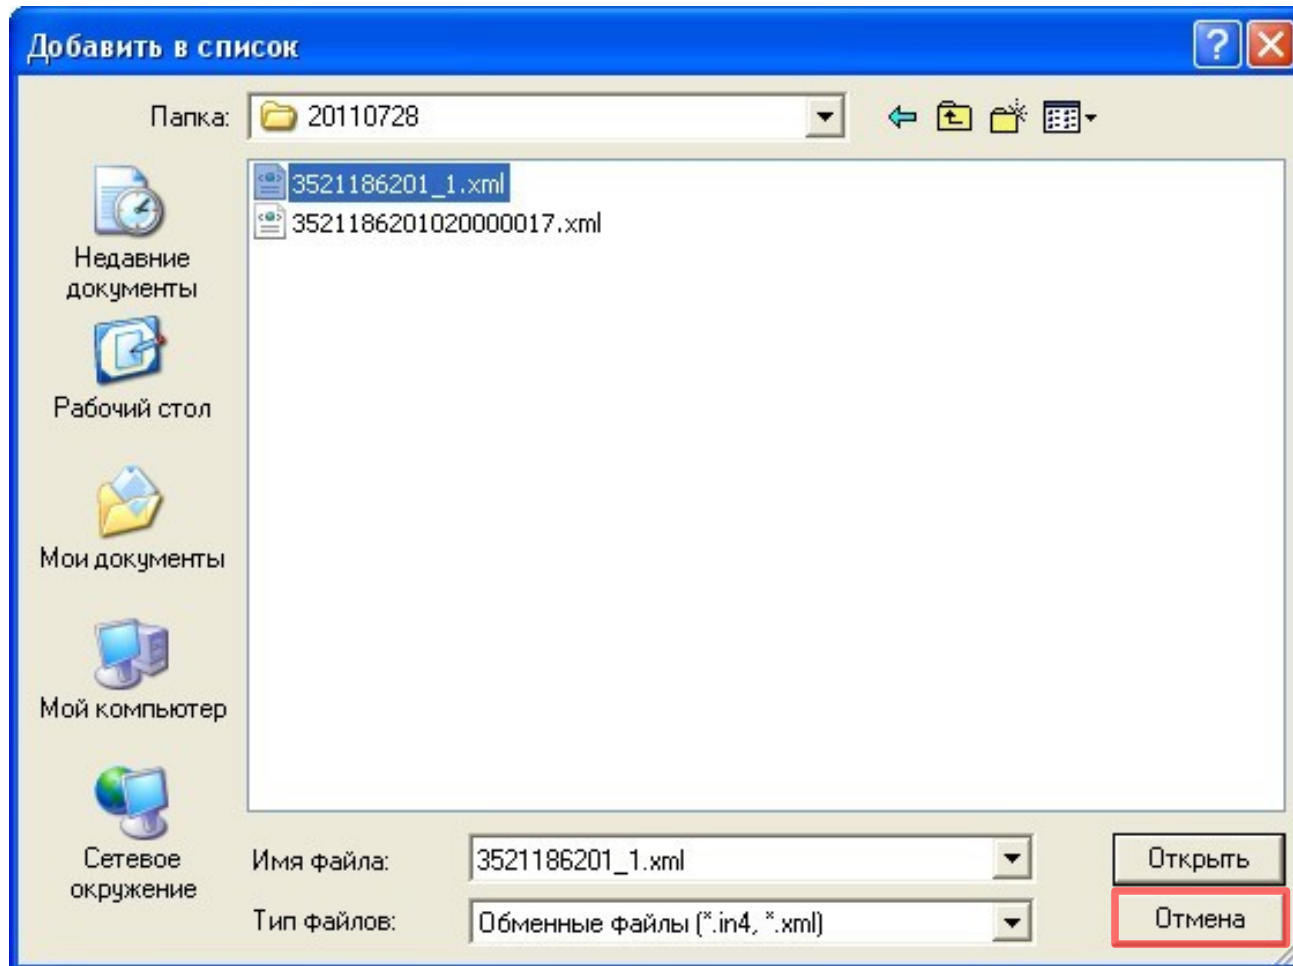 Добавить в список
Папка:
20110728
3521186201_1.xml
3521186201020000017.xml
Недавние
документы
Рабочий стол
Мои документы
Мой компьютер
Сетевое
окружение
Имя файла:
3521186201_1.xml
Открыть
Тип файлов:
Обменные файлы (*.in4, *.xml)
Отмена